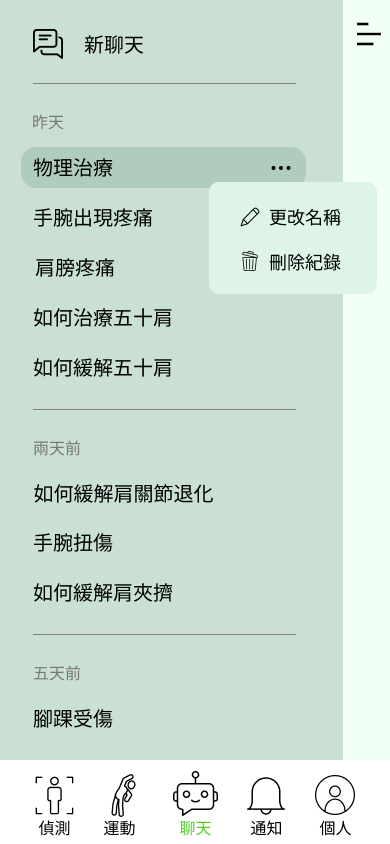 新聊天
昨天
物理治療
更改名稱
手腕出現疼痛
刪除紀錄
肩膀疼痛
如何治療五十肩
如何緩解五十肩
兩天前
如何緩解肩關節退化
手腕扭傷
如何緩解肩夾擠
五天前
腳踝受傷
偵測
運動
聊天
通知
個人